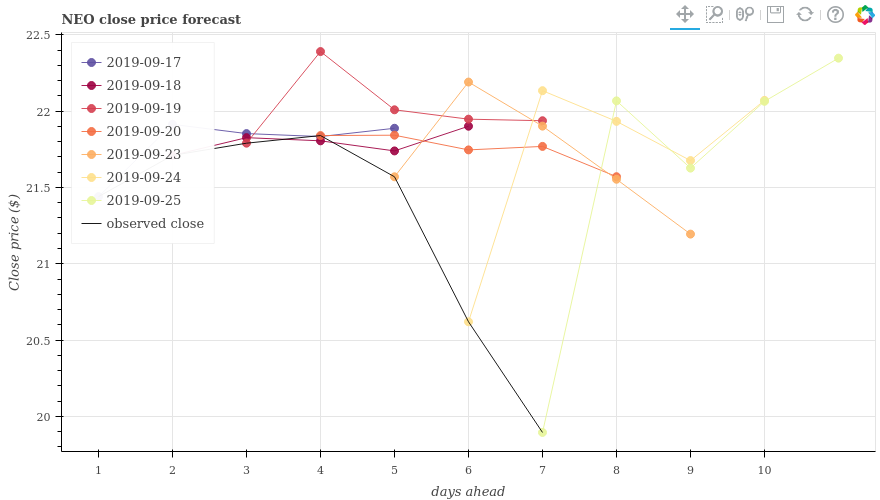 NEO close price forecast
22.5
22
21.5
21
20.5
20
Close price ($)
2019-09-17
2019-09-18
2019-09-19
2019-09-20
2019-09-23
2019-09-24
2019-09-25
observed close
1 2 3 4 5 6 7 8 9 10
days ahead